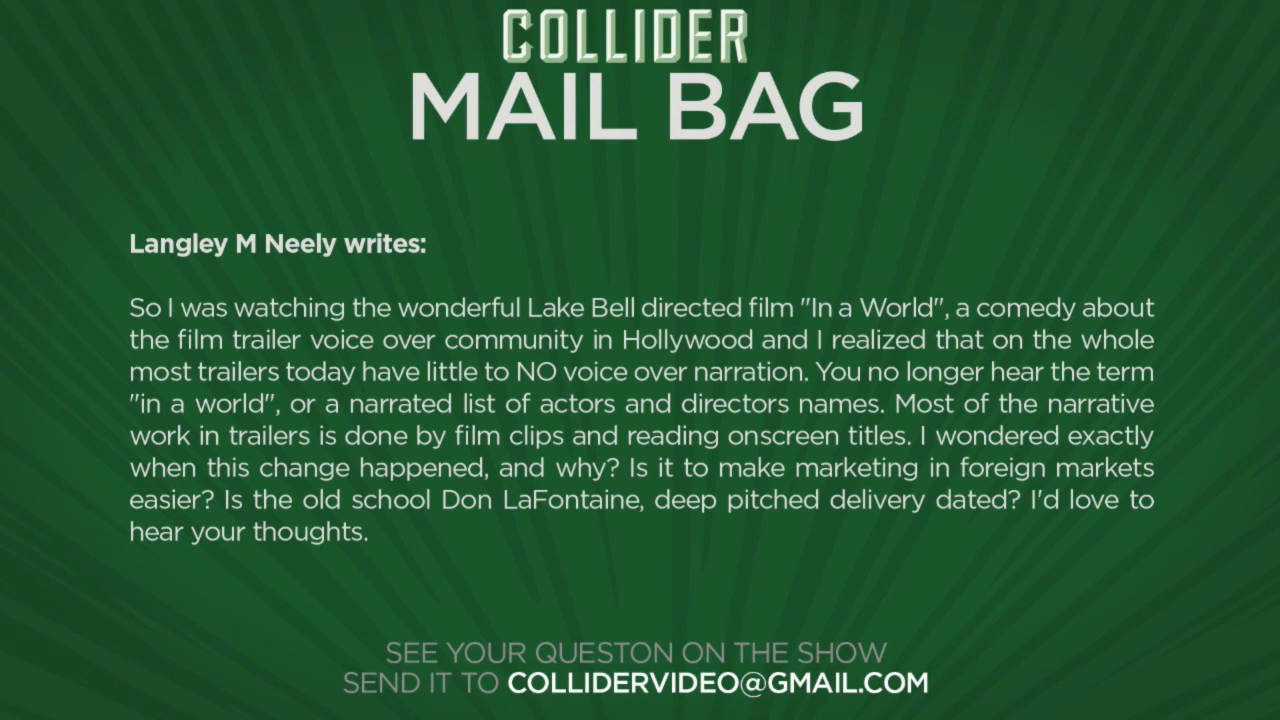 COLLIDER
MAIL BAG
Langley M Neely writes:
So I was watching the wonderful Lake Bell directed film "In a World", a comedy about
the film trailer voice over community in Hollywood and I realized that on the whole
most trailers today have little to NO voice over narration. You no longer hear the term
"in a world", or a narrated list of actors and directors names. Most of the narrative
work in trailers is done by film clips and reading onscreen titles. I wondered exactly
when this change happened, and why? Is it to make marketing in foreign markets
easier? Is the old school Don LaFontaine, deep pitched delivery dated? I'd love to
hear your thoughts.
SEE YOUR QUESTON ON THE SHOW
SEND IT TO COLLIDERVIDEO@GMAIL.COM